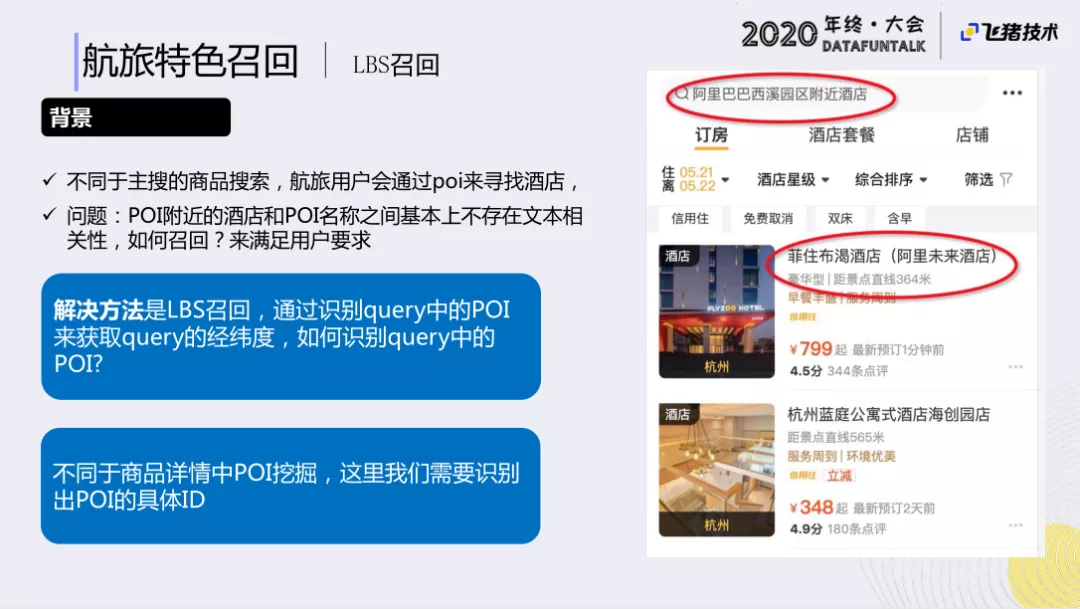 2020 年终·大会
DATAFUNTALK
飞猪技术
航旅特色召回
LBS召回
背景
✓ 不同于主搜的商品搜索，航旅用户会通过poi来寻找酒店，
✓ 问题：POI附近的酒店和POI名称之间基本上不存在文本相
关性，如何召回？来满足用户要求
解决方法是LBS召回，通过识别query中的POI
来获取query的经纬度，如何识别query中的
POI?
不同于商品详情中POI挖掘，这里我们需要识别
出POI的具体ID
阿里巴巴西溪园区附近酒店
订房 酒店套餐 店铺
住 05.21
离 05.22
酒店星级 综合排序 筛选
信用住 免费取消 双床 含早
酒店
FLYZOO HOTEL
杭州
菲住布渴酒店（阿里未来酒店）
豪华型 | 距景点直线364米
早餐丰盛 | 服务周到
信用住
¥799起 最新预订1分钟前
4.5分 344条点评
酒店
杭州
杭州蓝庭公寓式酒店海创园店
距景点直线565米
服务周到 | 环境优美
信用住 立减
¥348起 最新预订2天前
4.9分 180条点评